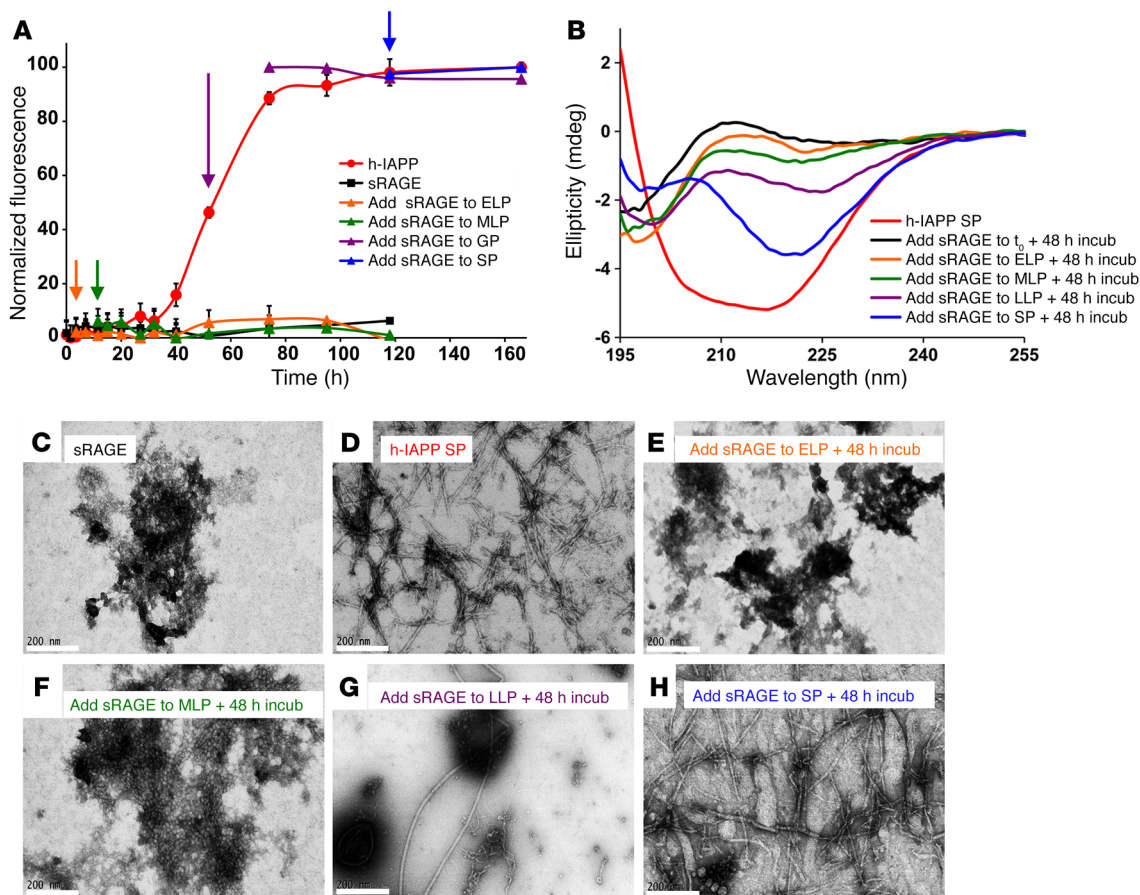 A
Normalized fluorescence
100
80
60
40
20
0
0 20 40 60 80 100 120 140 160
Time (h)
h-IAPP
sRAGE
Add sRAGE to ELP
Add sRAGE to MLP
Add sRAGE to GP
Add sRAGE to SP
B
Ellipticity (mdeg)
2
0
-2
-4
-6
195 210 225 240 255
Wavelength (nm)
h-IAPP SP
Add sRAGE to t0 + 48 h incub
Add sRAGE to ELP + 48 h incub
Add sRAGE to MLP + 48 h incub
Add sRAGE to LLP + 48 h incub
Add sRAGE to SP + 48 h incub
C
sRAGE
200 nm
D
h-IAPP SP
200 nm
E
Add sRAGE to ELP + 48 h incub
200 nm
F
Add sRAGE to MLP + 48 h incub
200 nm
G
Add sRAGE to LLP + 48 h incub
200 nm
H
Add sRAGE to SP + 48 h incub
200 nm